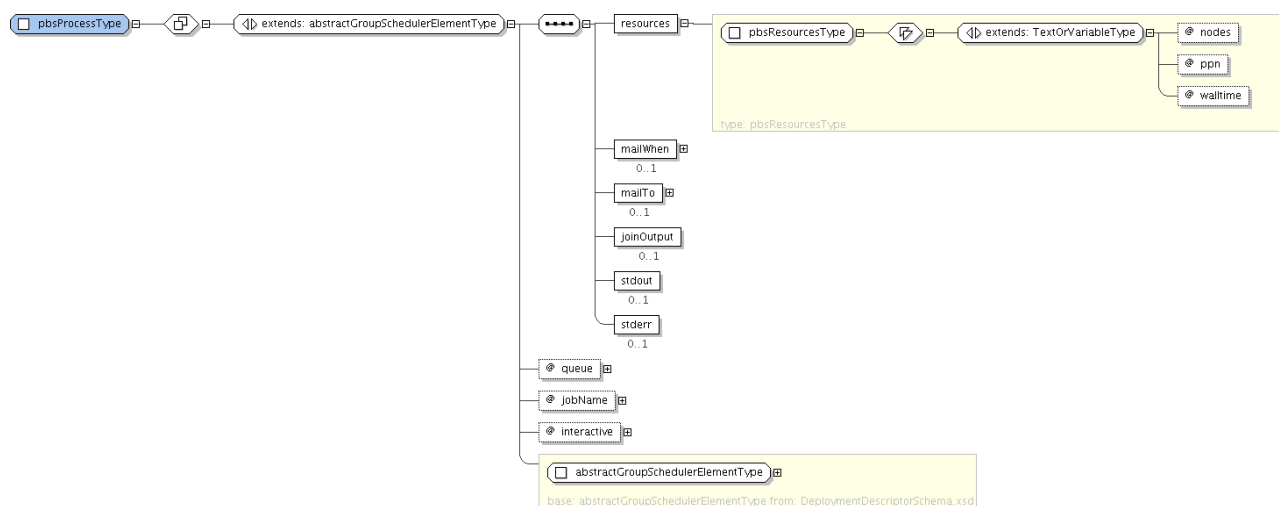 pbsProcessType
extends: abstractGroupSchedulerElementType
resources
pbsResourcesType
extends: TextOrVariableType
@ nodes
@ ppn
@ walltime
type: pbsResourcesType
mailWhen
0..1
mailTo
0..1
joinOutput
0..1
stdout
0..1
stderr
0..1
@ queue
@ jobName
@ interactive
abstractGroupSchedulerElementType
base: abstractGroupSchedulerElementType from: DeploymentDescriptorSchema.xsd